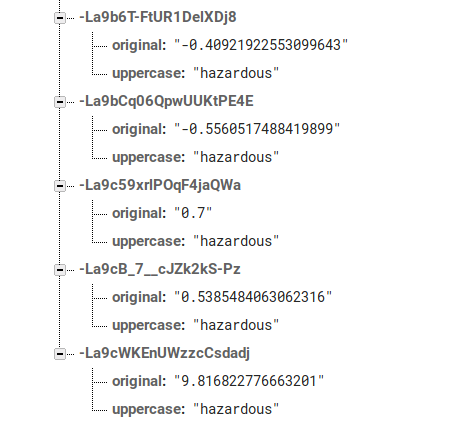 -La9b6T-FtUR1DelXDj8
original: "-0.40921922553099643"
uppercase: "hazardous"
-La9bCq06QpwUUKtPE4E
original: "-0.5560517488419899"
uppercase: "hazardous"
-La9c59xrlPOqF4jaQWa
original: "0.7"
uppercase: "hazardous"
-La9cB_7__cJZk2kS-Pz
original: "0.5385484063062316"
uppercase: "hazardous"
-La9cWKEnUWzzcCsdadj
original: "9.816822776663201"
uppercase: "hazardous"